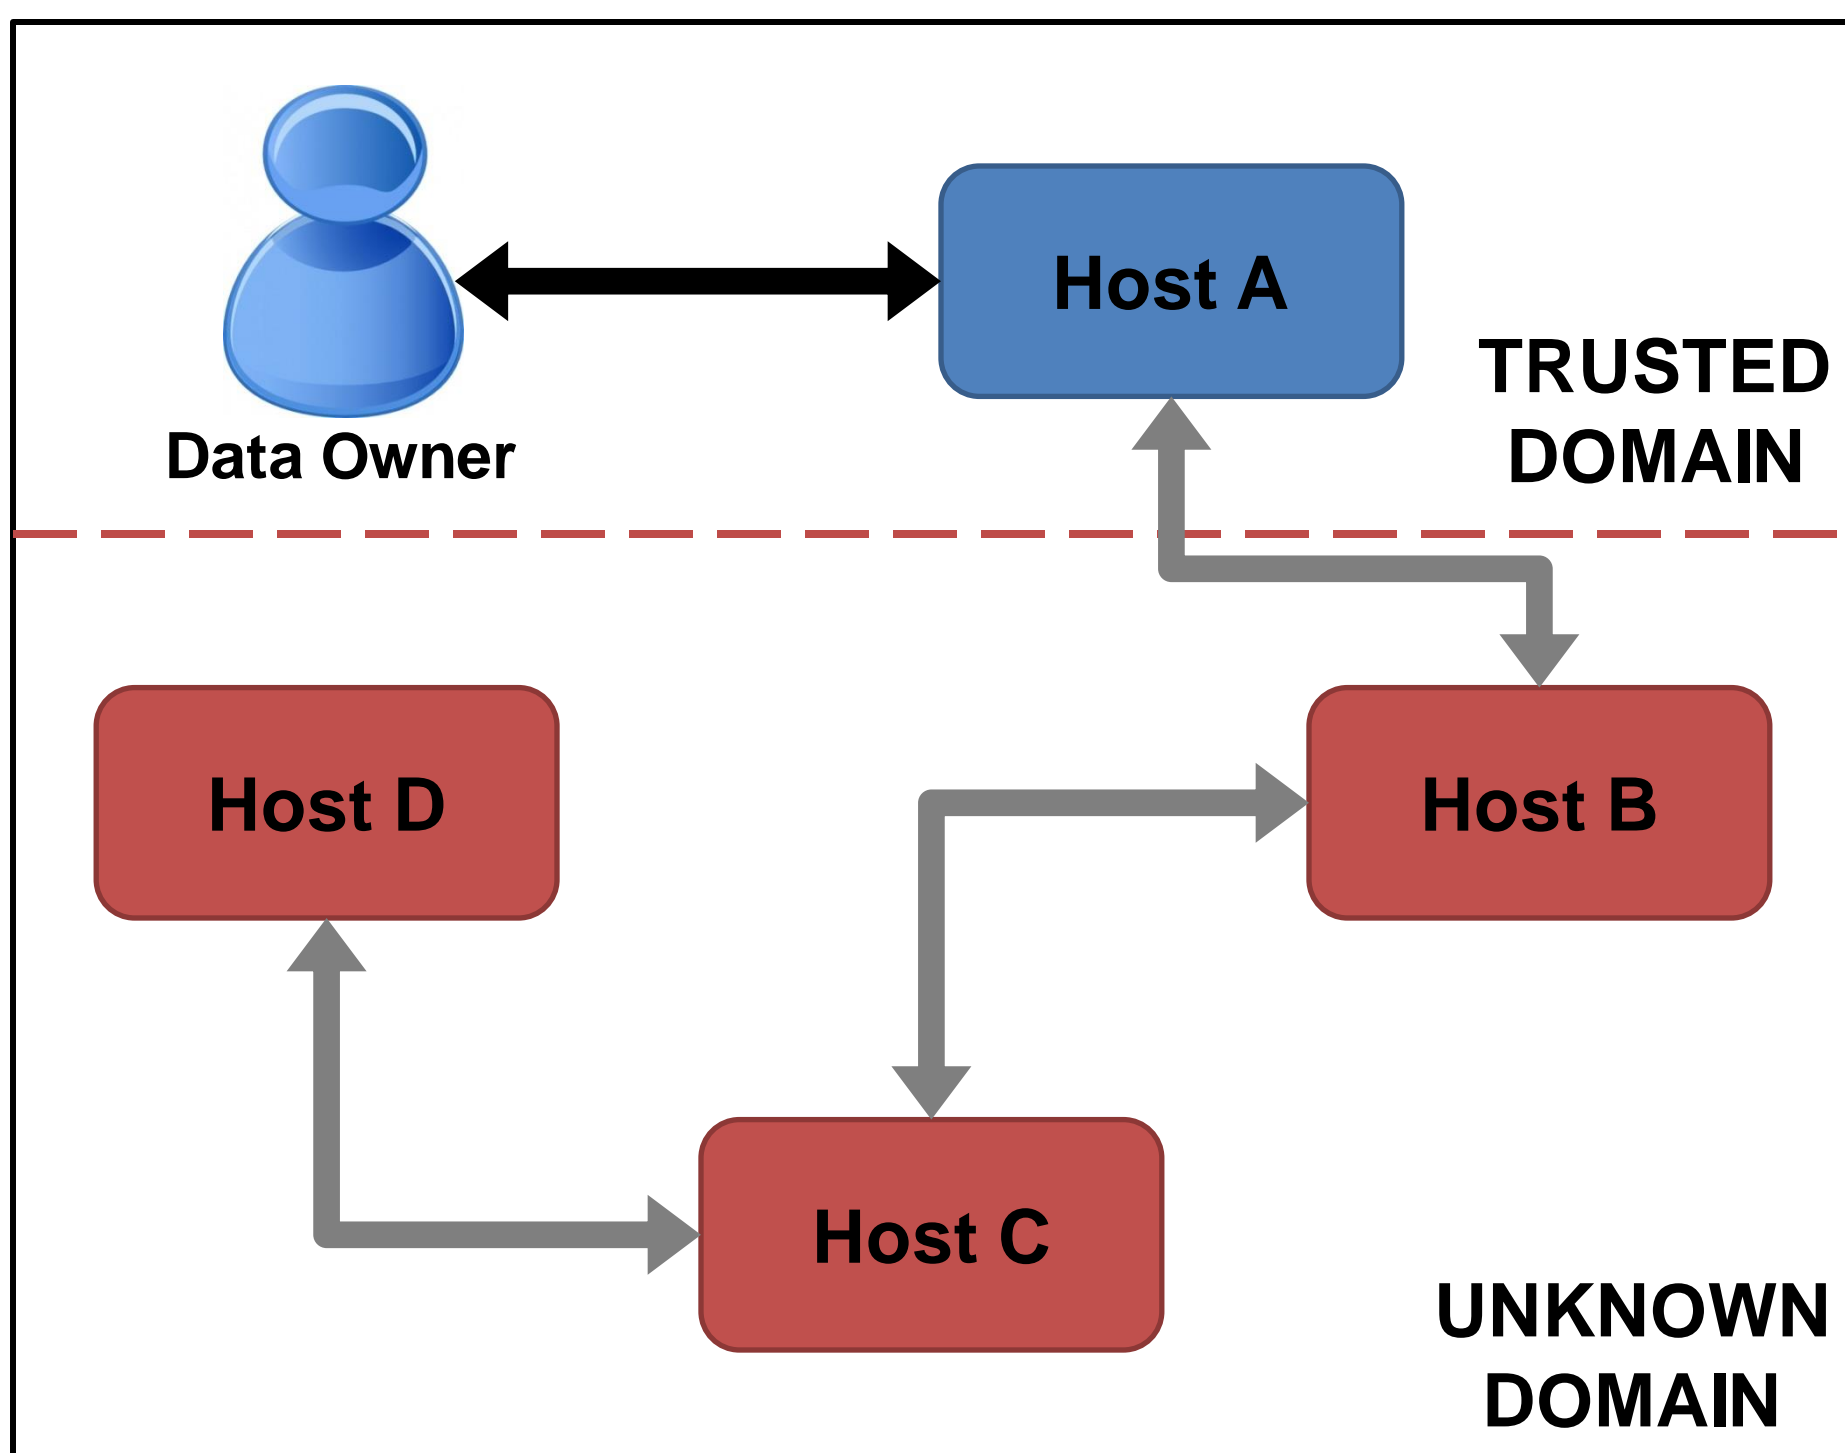 Host A
TRUSTED
DOMAIN
Data Owner
Host D
Host B
Host C
UNKNOWN
DOMAIN